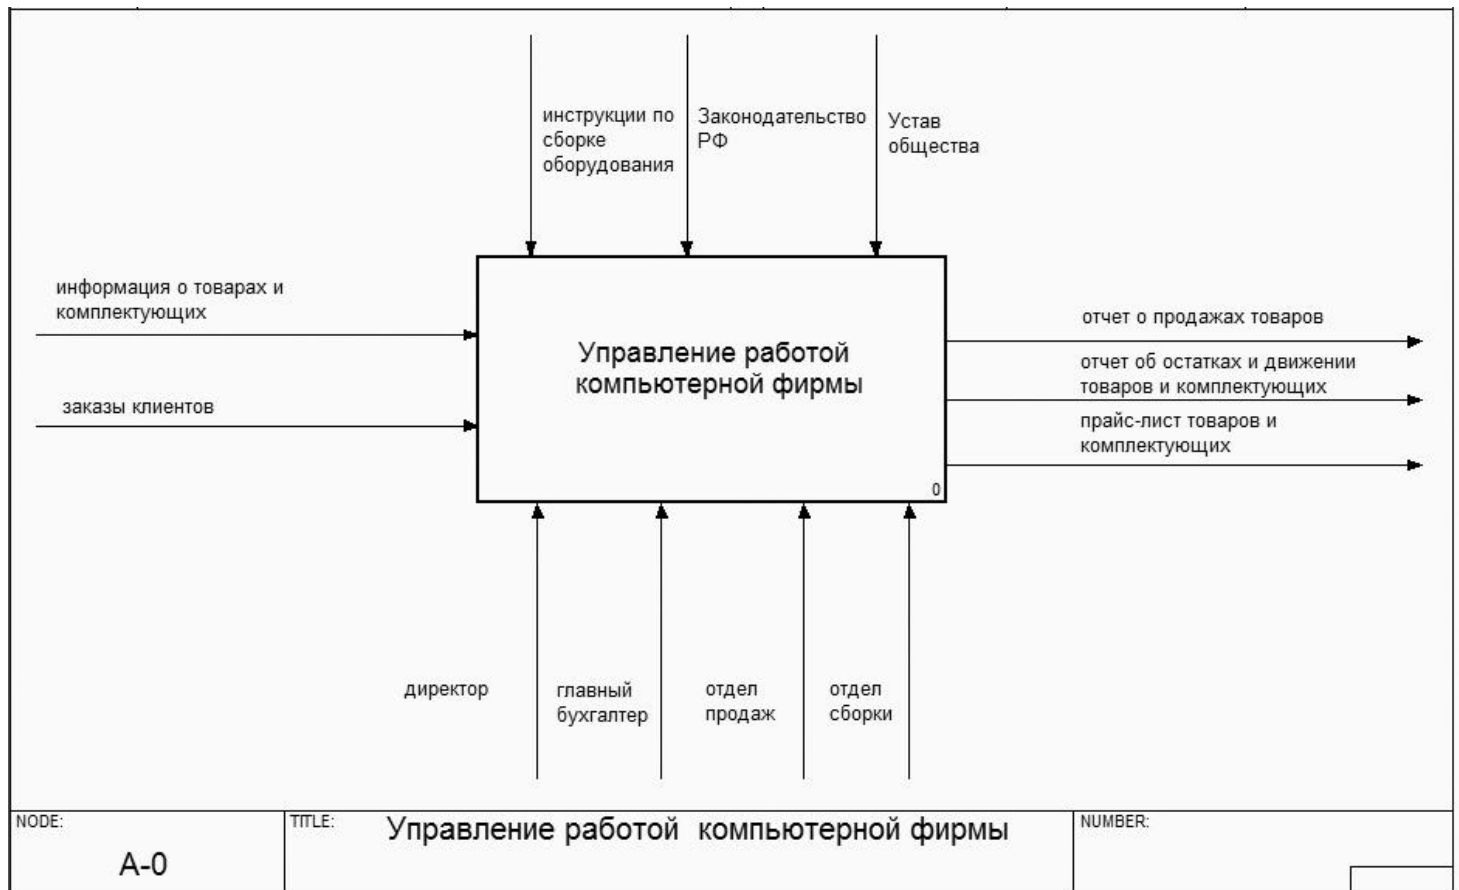 инструкции по
сборке
оборудования
Законодательство
РФ
Устав
общества
информация о товарах и
комплектующих
заказы клиентов
Управление работой
компьютерной фирмы
0
отчет о продажах товаров
отчет об остатках и движении
товаров и комплектующих
прайс-лист товаров и
комплектующих
директор
главный
бухгалтер
отдел
продаж
отдел
сборки
NODE:
A-0
TITLE:
Управление работой компьютерной фирмы
NUMBER: